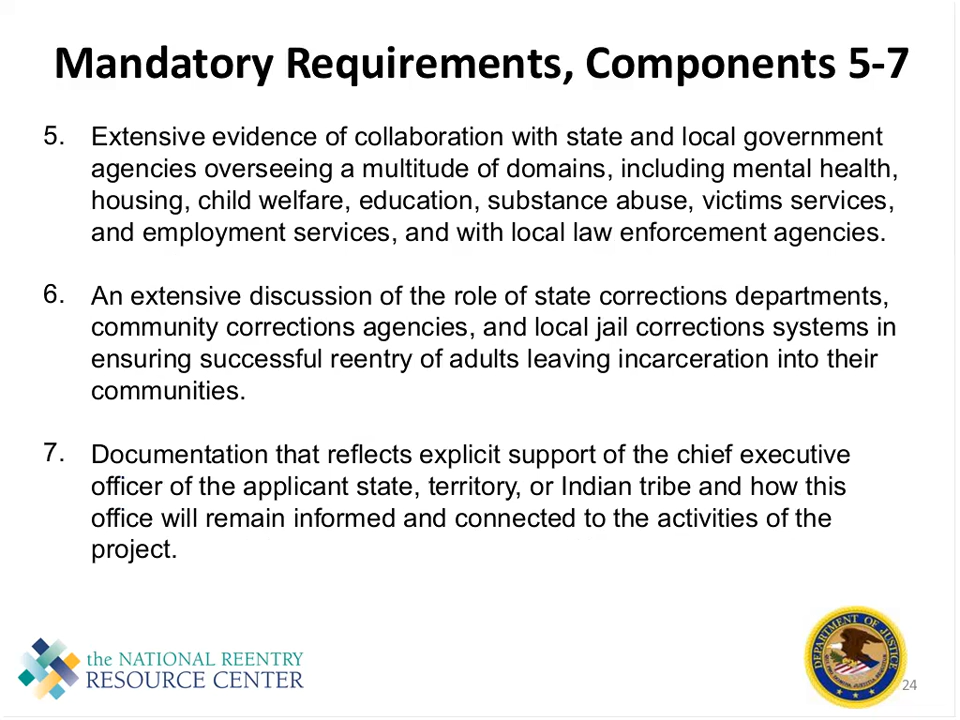 Mandatory Requirements, Components 5-7
5. Extensive evidence of collaboration with state and local government
agencies overseeing a multitude of domains, including mental health,
housing, child welfare, education, substance abuse, victims services,
and employment services, and with local law enforcement agencies.
6. An extensive discussion of the role of state corrections departments,
community corrections agencies, and local jail corrections systems in
ensuring successful reentry of adults leaving incarceration into their
communities.
7. Documentation that reflects explicit support of the chief executive
officer of the applicant state, territory, or Indian tribe and how this
office will remain informed and connected to the activities of the
project.
the NATIONAL REENTRY
RESOURCE CENTER
DEPARTMENT OF JUSTICE
24